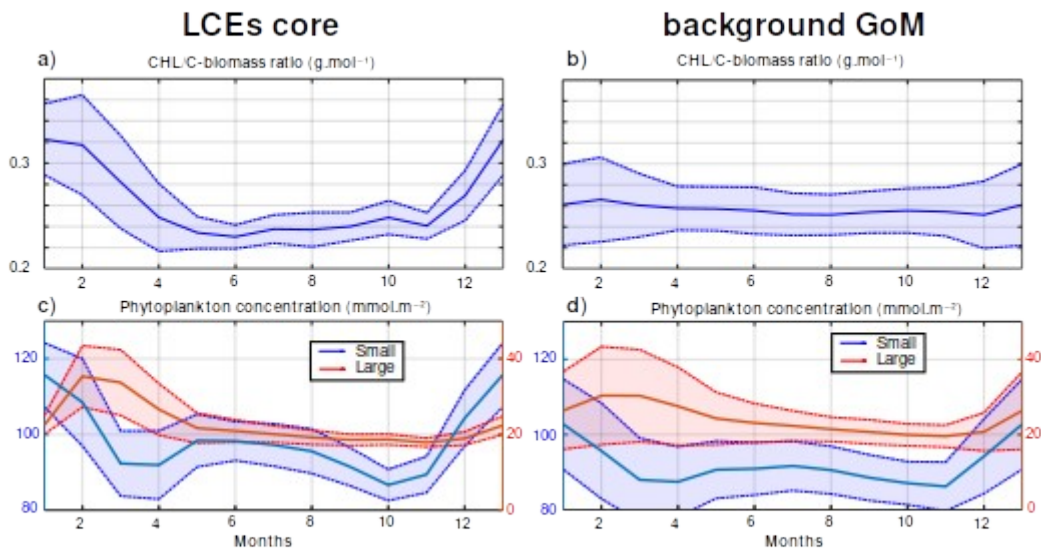 LCEs core
background GoM
a)
CHL/C-biomass ratio (g.mol⁻¹)
b)
CHL/C-biomass ratio (g.mol⁻¹)
0.3
0.2
2 4 6 8 10 12
0.3
0.2
2 4 6 8 10 12
c)
Phytoplankton concentration (mmol.m⁻²)
d)
Phytoplankton concentration (mmol.m⁻²)
120
100
80
Small
Large
40
20
0
2 4 6 8 10 12
Months
120
100
80
Small
Large
40
20
0
2 4 6 8 10 12
Months